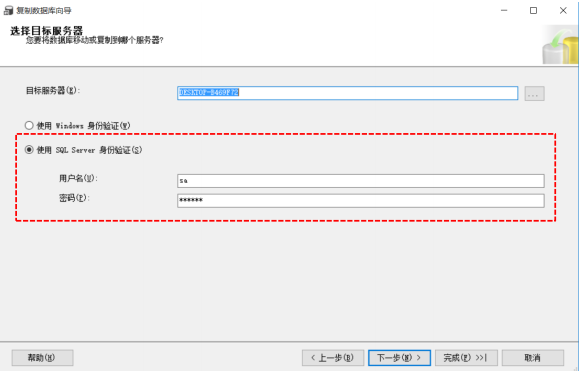 复制数据库向导
选择目标服务器
您要将数据库移动或复制到哪个服务器?
目标服务器(E):
DESKTOP-B469F72
...
使用 Windows 身份验证(W)
使用 SQL Server 身份验证(S)
用户名(U):
sa
密码(P):
******
帮助(H)
< 上一步(B)
下一步(N) >
完成(F) >>|
取消